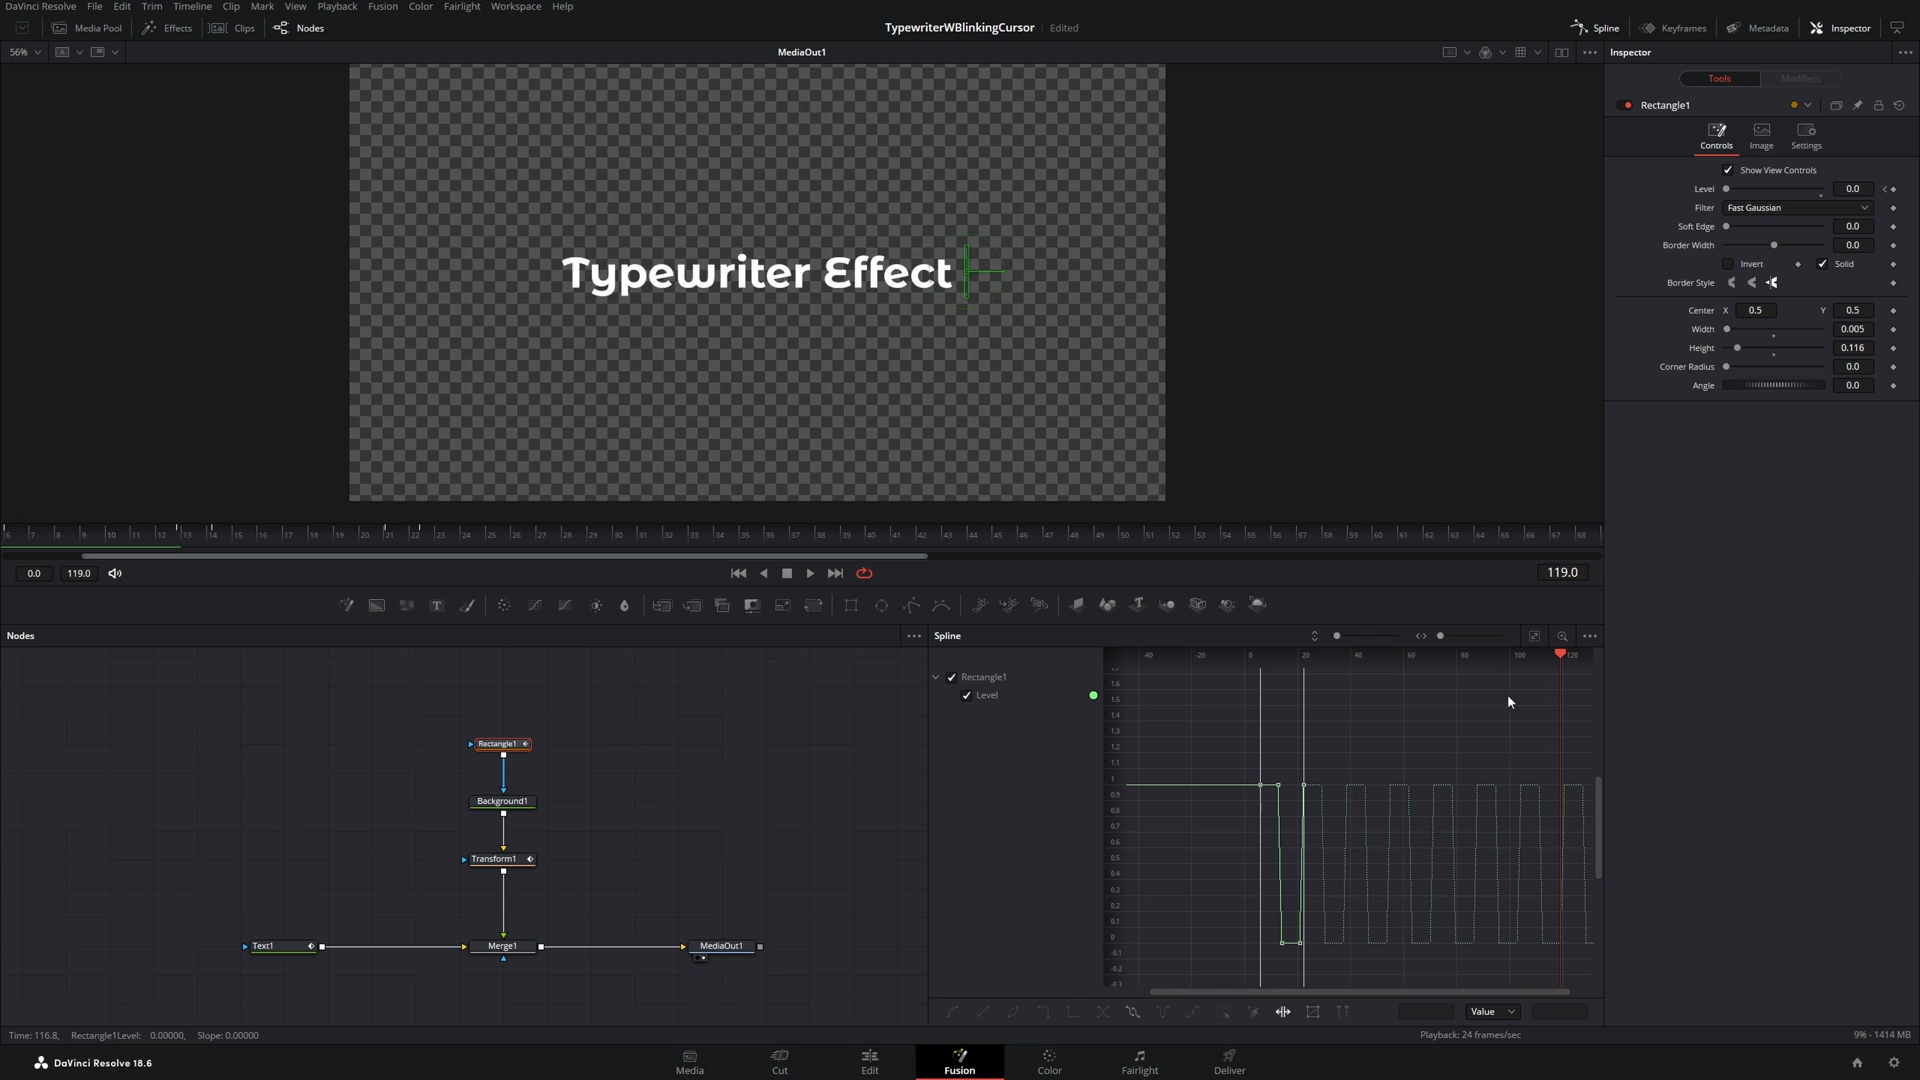 DaVinci Resolve File Edit Trim Timeline Clip Mark View Playback Fusion Color Fairlight Workspace Help
Media Pool Effects Clips Nodes TypewriterWBlinkingCursor Edited Spline Keyframes Metadata Inspector
56% MediaOut1 Inspector
Tools Modifiers
Rectangle1
Controls Image Settings
Show View Controls
Level 0.0
Filter Fast Gaussian
Soft Edge 0.0
Border Width 0.0
Invert Solid
Border Style
Center X 0.5 Y 0.5
Width 0.005
Height 0.116
Corner Radius 0.0
Angle 0.0
Typewriter Effect
6 7 8 9 10 11 12 13 14 15 16 17 18 19 20 21 22 23 24 25 26 27 28 29 30 31 32 33 34 35 36 37 38 39 40 41 42 43 44 45 46 47 48 49 50 51 52 53 54 55 56 57 58 59 60 61 62 63 64 65 66 67 68
0.0 119.0 119.0
Nodes
Rectangle1
Background1
Transform1
Text1 Merge1 MediaOut1
Spline
Rectangle1
Level
-40 -20 0 20 40 60 80 100 120
1.6
1.5
1.4
1.3
1.2
1.1
1
0.9
0.8
0.7
0.6
0.5
0.4
0.3
0.2
0.1
0
-0.1
-0.2
Value
Time: 116.8, Rectangle1Level: 0.00000, Slope: 0.00000 Playback: 24 frames/sec 9% - 1414 MB
DaVinci Resolve 18.6 Media Cut Edit Fusion Color Fairlight Deliver